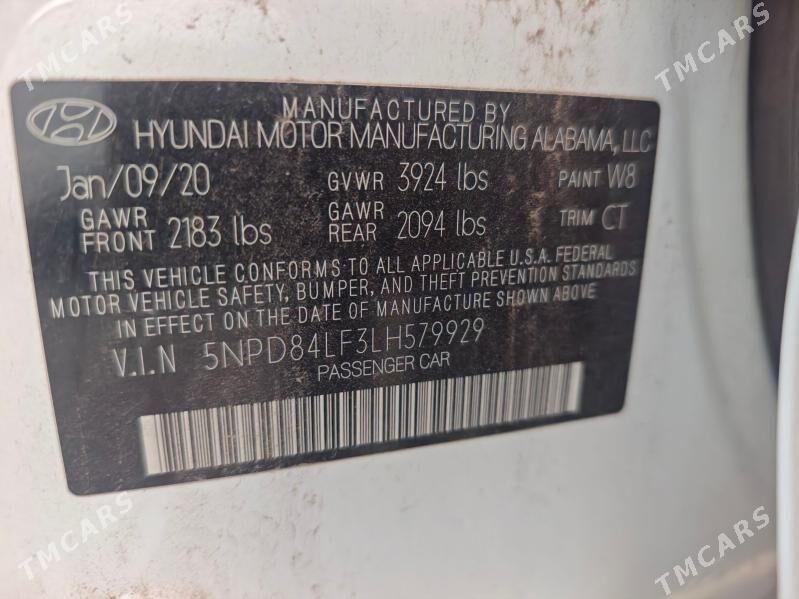 MANUFACTURED BY
HYUNDAI MOTOR MANUFACTURING ALABAMA, LLC
Jan/09/20 GVWR 3924 lbs PAINT W8
GAWR FRONT 2183 lbs GAWR REAR 2094 lbs TRIM CT
THIS VEHICLE CONFORMS TO ALL APPLICABLE U.S.A. FEDERAL
MOTOR VEHICLE SAFETY, BUMPER, AND THEFT PREVENTION STANDARDS
IN EFFECT ON THE DATE OF MANUFACTURE SHOWN ABOVE
V.I.N 5NPD84LF3LH579929
PASSENGER CAR
TMCARS
TMCARS
TMCARS
TMCARS